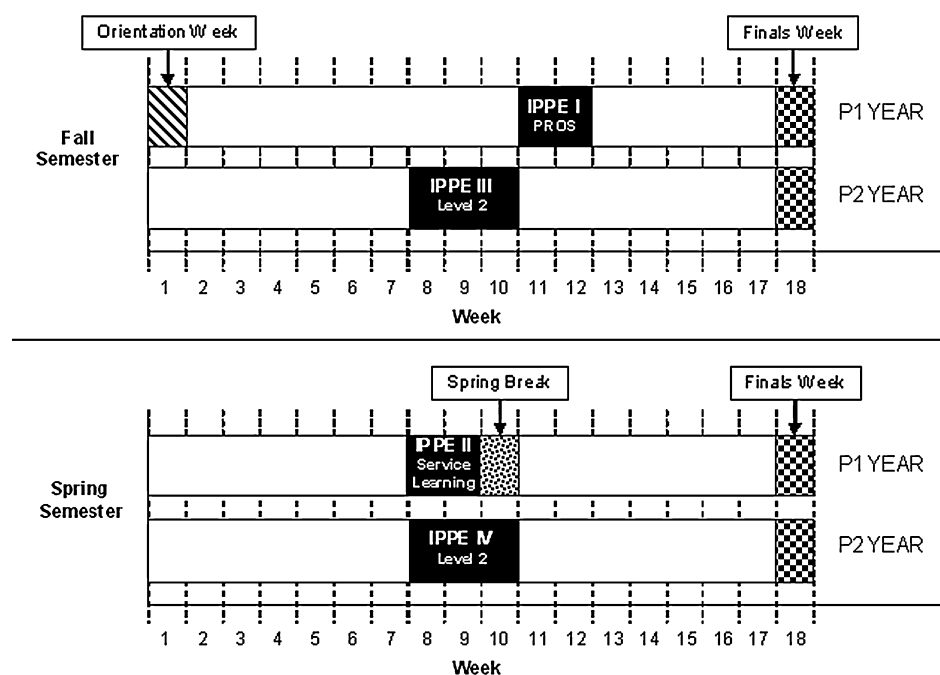 Orientation Week
Finals Week
IPPE I
PROS
P1 YEAR
Fall
Semester
IPPE III
Level 2
P2 YEAR
1 2 3 4 5 6 7 8 9 10 11 12 13 14 15 16 17 18
Week
Spring Break
Finals Week
IPPE II
Service
Learning
P1 YEAR
Spring
Semester
IPPE IV
Level 2
P2 YEAR
1 2 3 4 5 6 7 8 9 10 11 12 13 14 15 16 17 18
Week